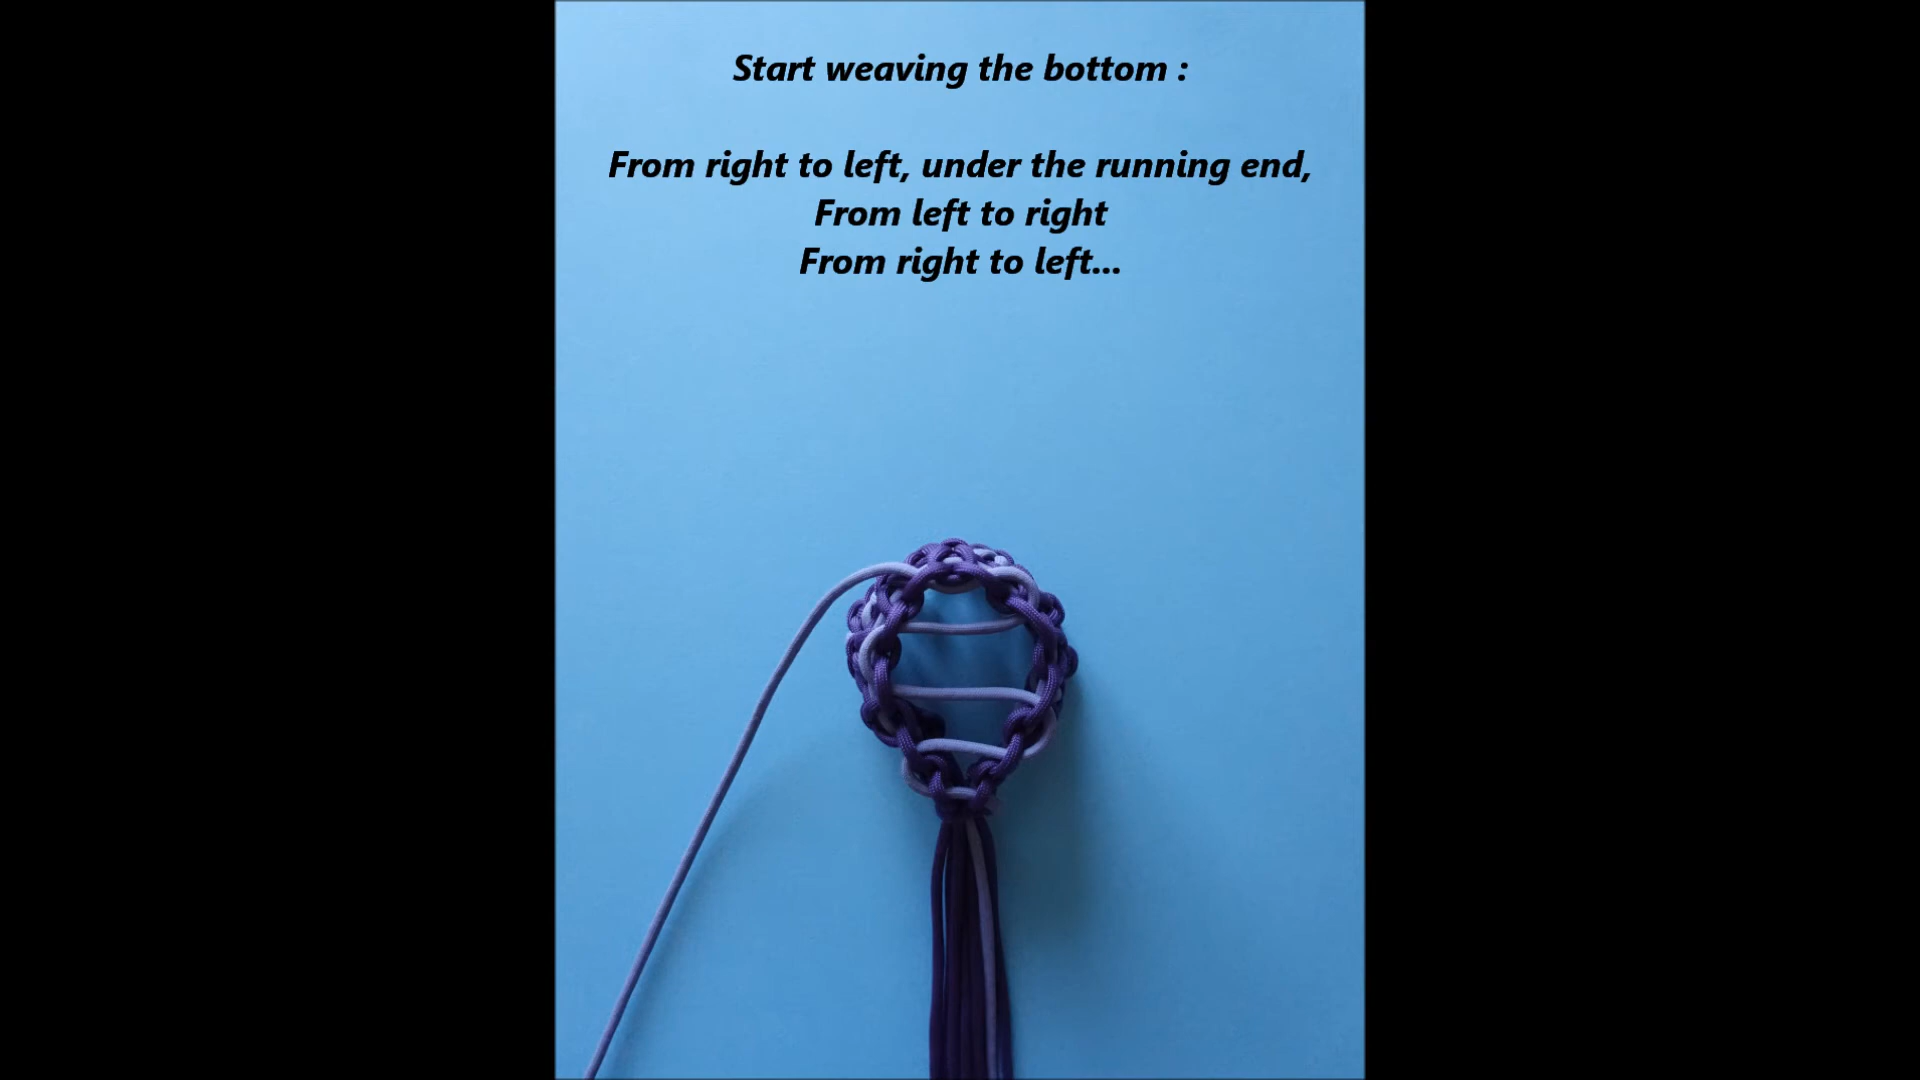 Start weaving the bottom :
From right to left, under the running end,
From left to right
From right to left...